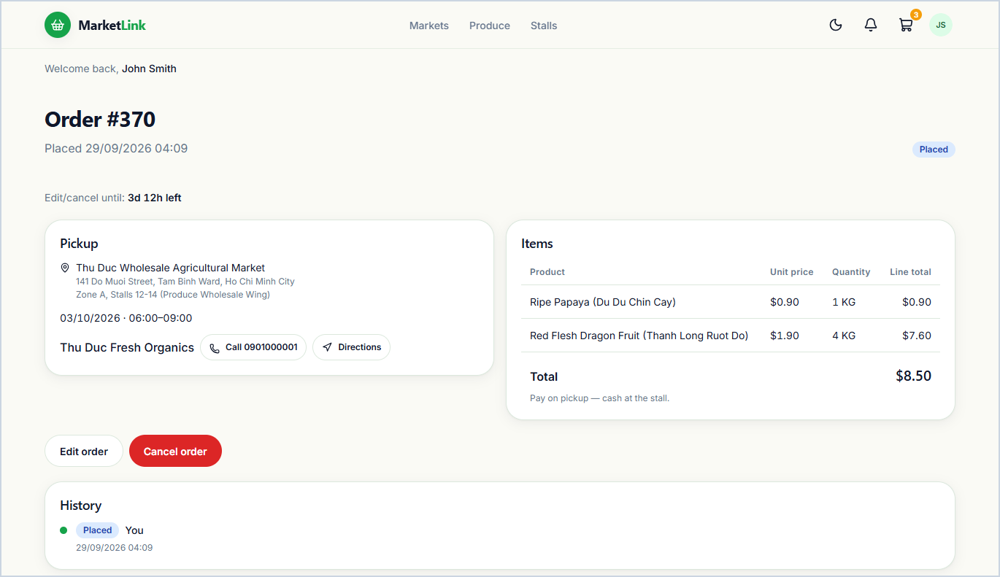 MarketLink
Markets Produce Stalls
3
JS
Welcome back, John Smith
Order #370
Placed 29/09/2026 04:09
Placed
Edit/cancel until: 3d 12h left
Pickup
Thu Duc Wholesale Agricultural Market
141 Do Muoi Street, Tam Binh Ward, Ho Chi Minh City
Zone A, Stalls 12-14 (Produce Wholesale Wing)
03/10/2026 · 06:00–09:00
Thu Duc Fresh Organics Call 0901000001 Directions
Items
Product Unit price Quantity Line total
Ripe Papaya (Du Du Chin Cay) $0.90 1 KG $0.90
Red Flesh Dragon Fruit (Thanh Long Ruot Do) $1.90 4 KG $7.60
Total $8.50
Pay on pickup — cash at the stall.
Edit order Cancel order
History
Placed You
29/09/2026 04:09